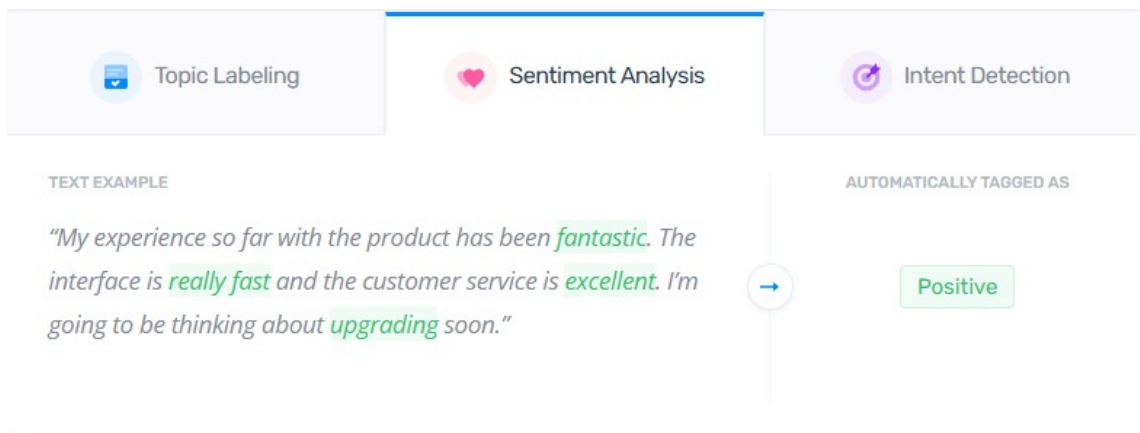 Topic Labeling
Sentiment Analysis
Intent Detection
TEXT EXAMPLE
“My experience so far with the product has been fantastic. The
interface is really fast and the customer service is excellent. I’m
going to be thinking about upgrading soon.”
AUTOMATICALLY TAGGED AS
Positive